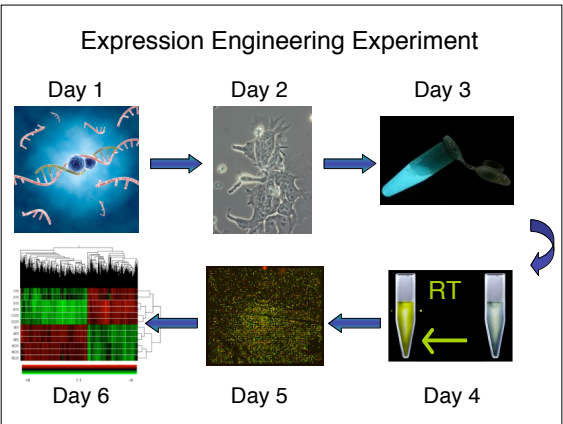 Expression Engineering Experiment
Day 1
Day 2
Day 3
RT
Day 6
Day 5
Day 4